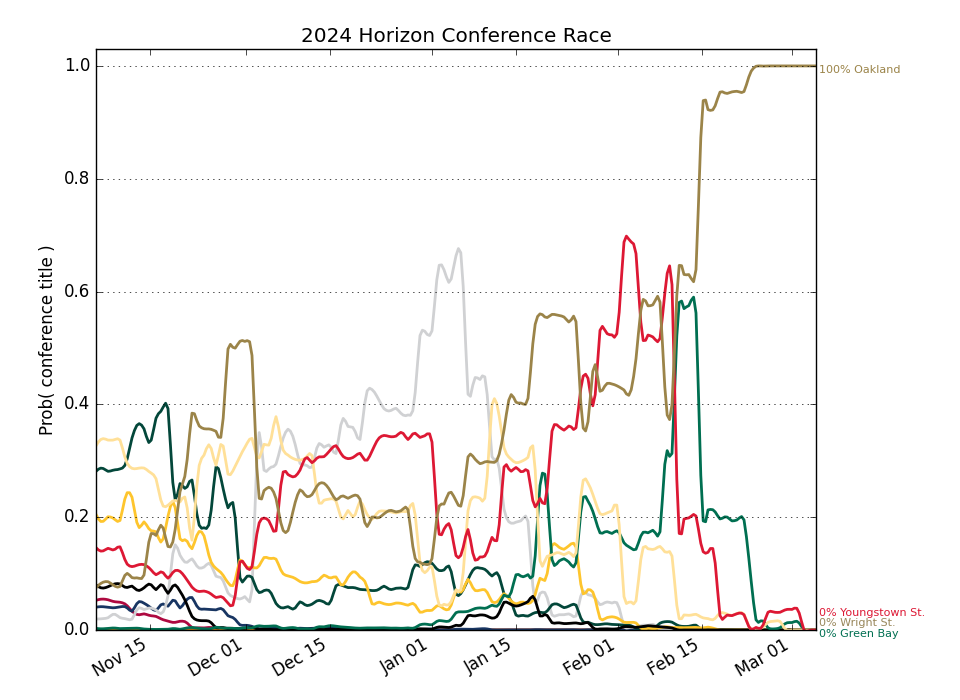 2024 Horizon Conference Race
Prob( conference title )
1.0
0.8
0.6
0.4
0.2
0.0
Nov 15
Dec 01
Dec 15
Jan 01
Jan 15
Feb 01
Feb 15
Mar 01
100% Oakland
0% Youngstown St.
0% Wright St.
0% Green Bay